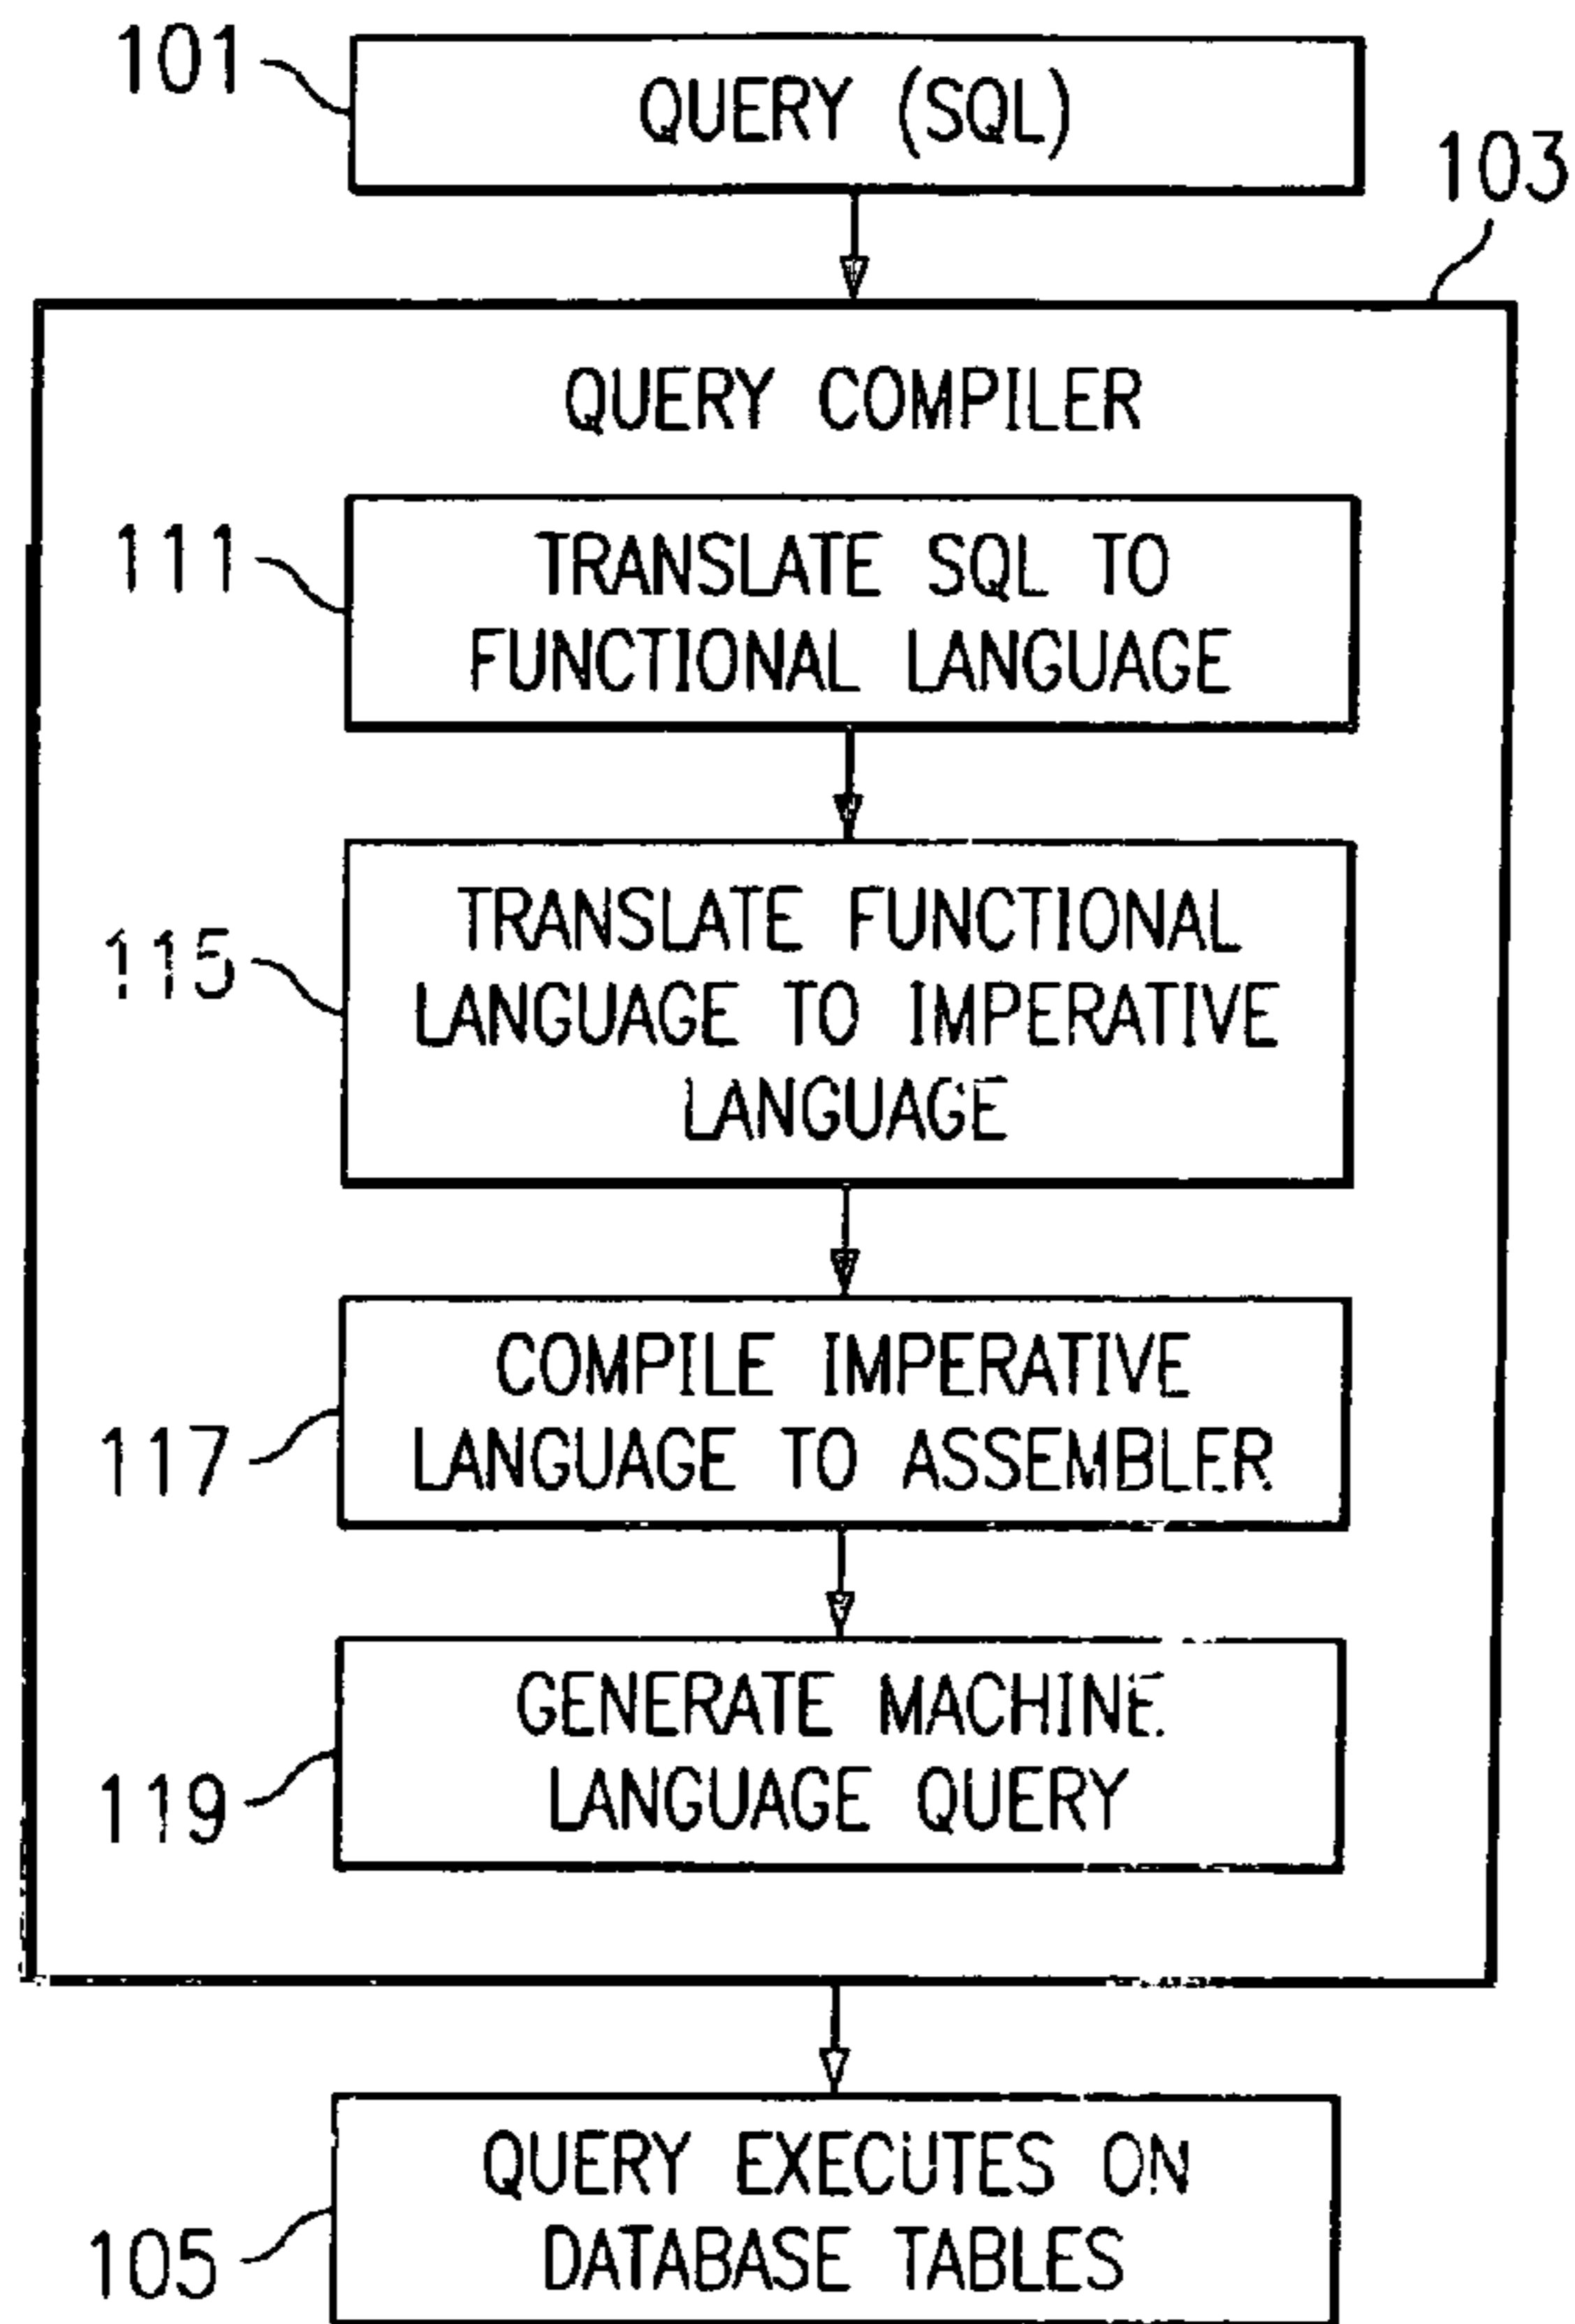 101
QUERY (SQL)
103
QUERY COMPILER
111
TRANSLATE SQL TO
FUNCTIONAL LANGUAGE
115
TRANSLATE FUNCTIONAL
LANGUAGE TO IMPERATIVE
LANGUAGE
COMPILE IMPERATIVE
117
LANGUAGE TO ASSEMBLER
GENERATE MACHINE
119
LANGUAGE QUERY
QUERY EXECUTES ON
105
DATABASE TABLES